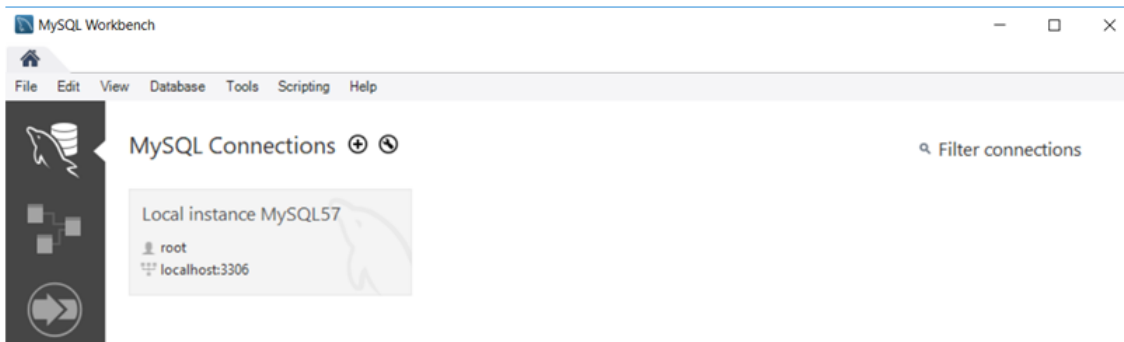 MySQL Workbench
File Edit View Database Tools Scripting Help
MySQL Connections
Filter connections
Local instance MySQL57
root
localhost:3306